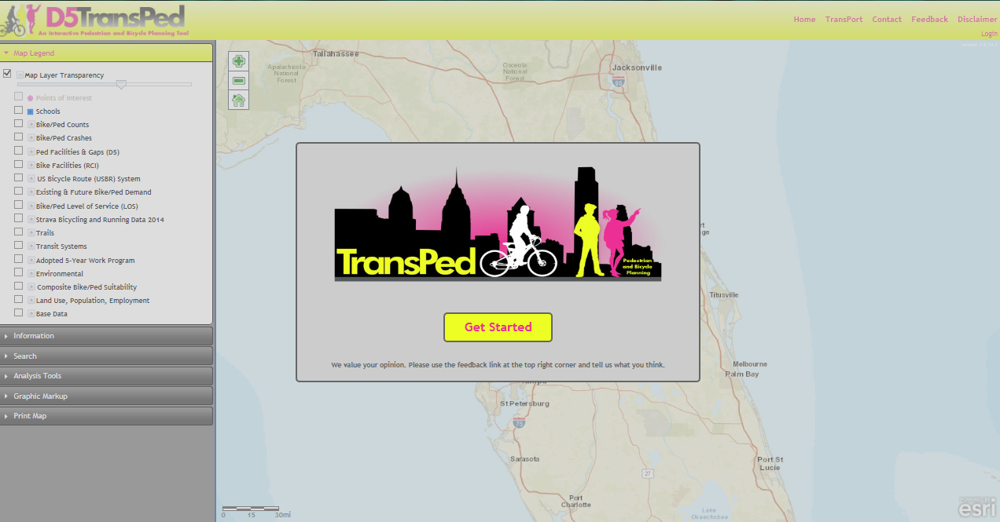 D5TransPed
An Interactive Pedestrian and Bicycle Planning Tool
Home TransPort Contact Feedback Disclaimer
Login
Map Legend
Map Layer Transparency
Points of Interest
Schools
Bike/Ped Counts
Bike/Ped Crashes
Ped Facilities & Gaps (D5)
Bike Facilities (RCI)
US Bicycle Route (USBR) System
Existing & Future Bike/Ped Demand
Bike/Ped Level of Service (LOS)
Strava Bicycling and Running Data 2014
Trails
Transit Systems
Adopted 5-Year Work Program
Environmental
Composite Bike/Ped Suitability
Land Use, Population, Employment
Base Data
Information
Search
Analysis Tools
Graphic Markup
Print Map
Tallahassee
Apalachicola
National
Forest
Osceola
National
Forest
Jacksonville
95
TransPed
Pedestrian
and Bicycle
Planning
Get Started
We value your opinion. Please use the feedback link at the top right corner and tell us what you think.
Titusville
Melbourne
Palm Bay
St Petersburg
75
Sarasota
27
Port St
Lucie
Port
Charlotte
Lake
Okeechobee
0 15 30mi
POWERED BY
esri